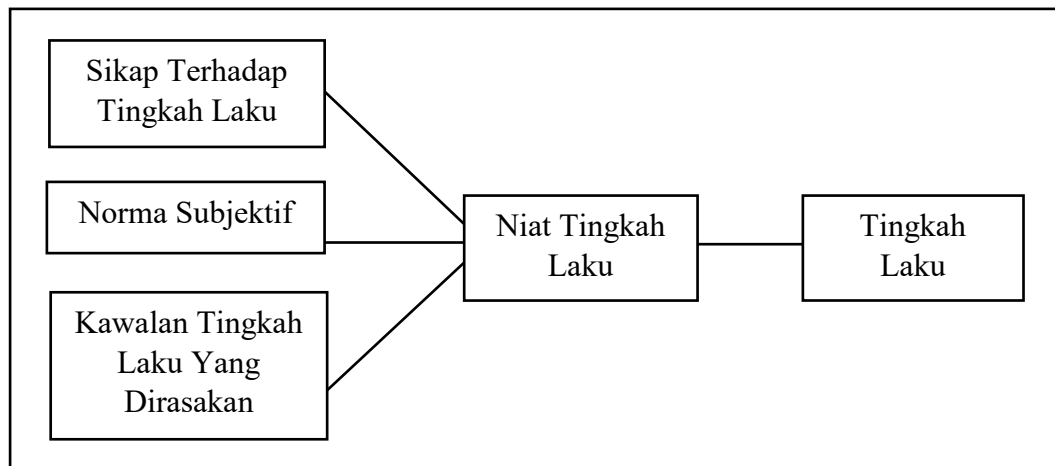 Sikap Terhadap
Tingkah Laku
Norma Subjektif
Kawalan Tingkah
Laku Yang
Dirasakan
Niat Tingkah
Laku
Tingkah
Laku